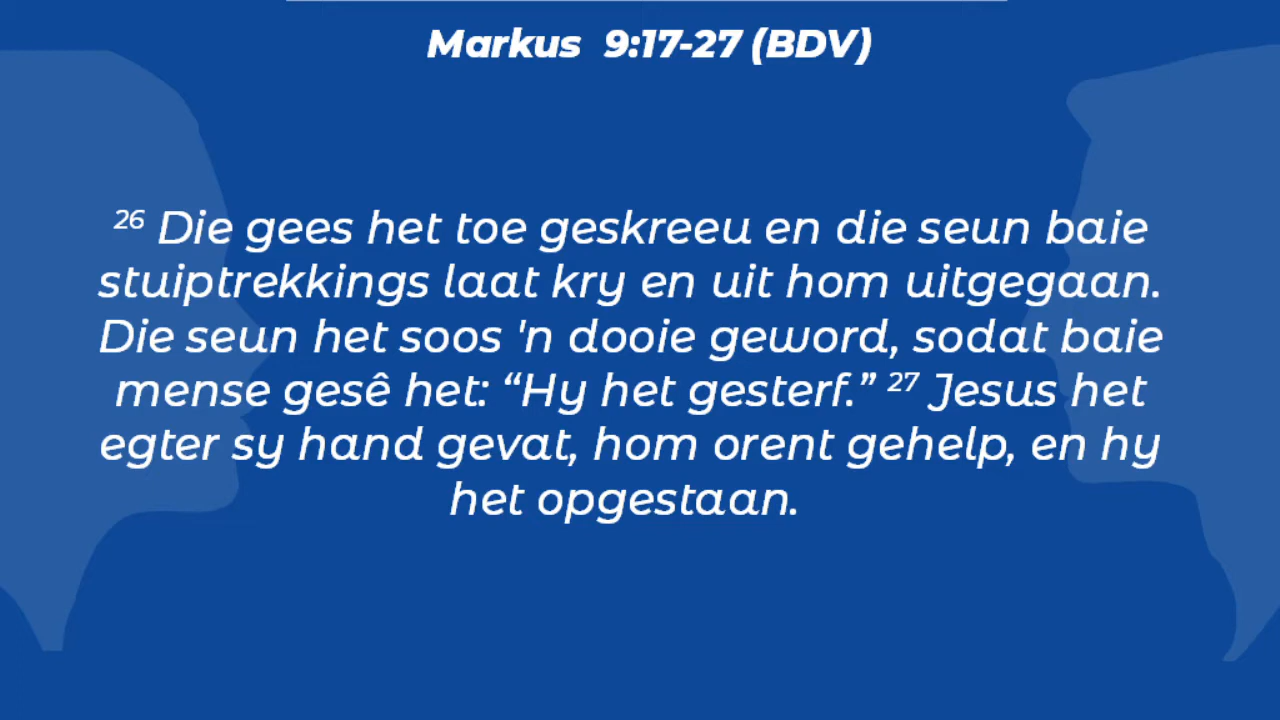 Markus 9:17-27 (BDV)
26 Die gees het toe geskreeu en die seun baie
stuiptrekkings laat kry en uit hom uitgegaan.
Die seun het soos 'n dooie geword, sodat baie
mense gesê het: “Hy het gesterf.” 27 Jesus het
egter sy hand gevat, hom orent gehelp, en hy
het opgestaan.